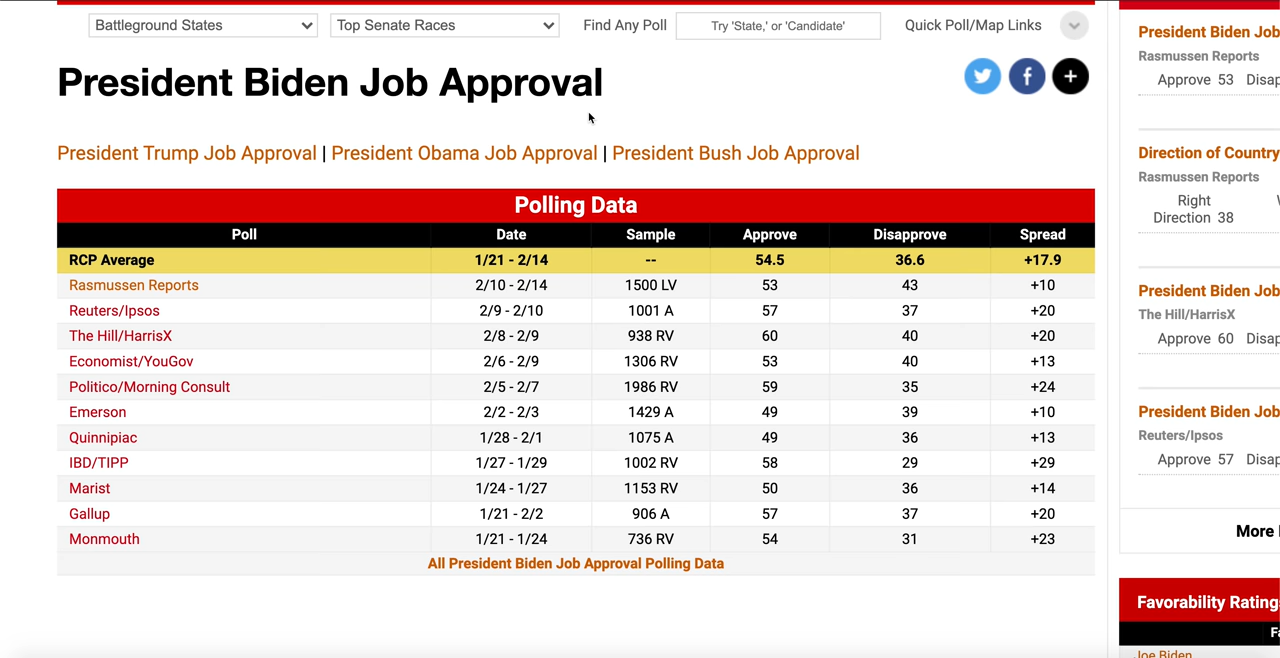 Battleground States Top Senate Races Find Any Poll Try 'State,' or 'Candidate' Quick Poll/Map Links
President Biden Job Approval
President Trump Job Approval | President Obama Job Approval | President Bush Job Approval
Polling Data
Poll Date Sample Approve Disapprove Spread
RCP Average 1/21 - 2/14 -- 54.5 36.6 +17.9
Rasmussen Reports 2/10 - 2/14 1500 LV 53 43 +10
Reuters/Ipsos 2/9 - 2/10 1001 A 57 37 +20
The Hill/HarrisX 2/8 - 2/9 938 RV 60 40 +20
Economist/YouGov 2/6 - 2/9 1306 RV 53 40 +13
Politico/Morning Consult 2/5 - 2/7 1986 RV 59 35 +24
Emerson 2/2 - 2/3 1429 A 49 39 +10
Quinnipiac 1/28 - 2/1 1075 A 49 36 +13
IBD/TIPP 1/27 - 1/29 1002 RV 58 29 +29
Marist 1/24 - 1/27 1153 RV 50 36 +14
Gallup 1/21 - 2/2 906 A 57 37 +20
Monmouth 1/21 - 1/24 736 RV 54 31 +23
All President Biden Job Approval Polling Data
President Biden Job
Rasmussen Reports
Approve 53 Disap
Direction of Country
Rasmussen Reports
Right
Direction 38
President Biden Job
The Hill/HarrisX
Approve 60 Disap
President Biden Job
Reuters/Ipsos
Approve 57 Disap
More
Favorability Rating
Joe Biden